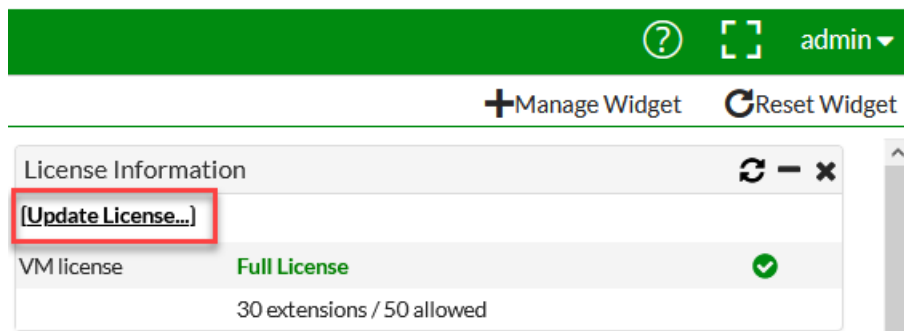 admin
Manage Widget Reset Widget
License Information
[Update License...]
VM license Full License
30 extensions / 50 allowed